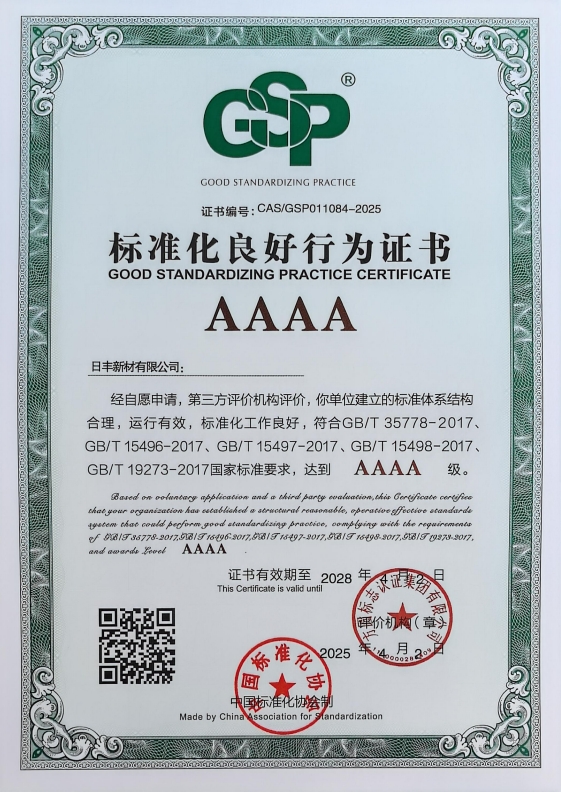 GSP®
GOOD STANDARDIZING PRACTICE
证书编号：CAS/GSP011084-2025
标准化良好行为证书
GOOD STANDARDIZING PRACTICE CERTIFICATE
AAAA
日丰新材有限公司：
经自愿申请，第三方评价机构评价，你单位建立的标准体系结构
合理，运行有效，标准化工作良好，符合GB/T 35778-2017、
GB/T 15496-2017、GB/T 15497-2017、GB/T 15498-2017、
GB/T 19273-2017国家标准要求，达到 AAAA 级。
Based on voluntary application and a third party evaluation,this Certificate certifies
that your organization has established a structural reasonable, operative effective standards
system that could perform good standardizing practice, complying with the requirements
of GB/T 35778-2017,GB/T 15496-2017,GB/T 15497-2017,GB/T 15498-2017,GB/T 19273-2017,
and awards Level AAAA .
证书有效期至 2028 年 4 月 2 日
This Certificate is valid until
评价机构（章）
2025 年 4 月 2 日
中国标准化协会
中国标准化协会制
Made by China Association for Standardization